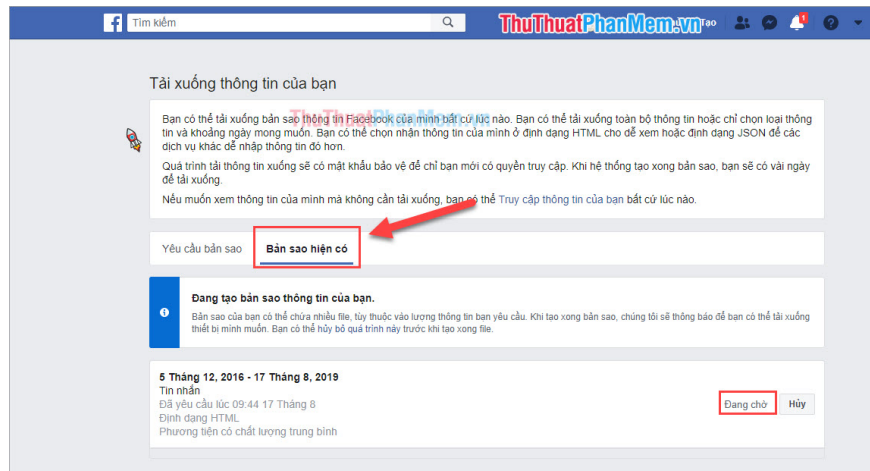 Tìm kiếm
ThuThuatPhanMem.vn Tạo
Tải xuống thông tin của bạn
Bạn có thể tải xuống bản sao thông tin Facebook của mình bất cứ lúc nào. Bạn có thể tải xuống toàn bộ thông tin hoặc chỉ chọn loại thông
tin và khoảng ngày mong muốn. Bạn có thể chọn nhận thông tin của mình ở định dạng HTML cho dễ xem hoặc định dạng JSON để các
dịch vụ khác dễ nhập thông tin đó hơn.
ThuThuatPhanMem.vn
Quá trình tải thông tin xuống sẽ có mật khẩu bảo vệ để chỉ bạn mới có quyền truy cập. Khi hệ thống tạo xong bản sao, bạn sẽ có vài ngày
để tải xuống.
Nếu muốn xem thông tin của mình mà không cần tải xuống, bạn có thể Truy cập thông tin của bạn bất cứ lúc nào.
Yêu cầu bản sao Bản sao hiện có
Đang tạo bản sao thông tin của bạn.
Bản sao của bạn có thể chứa nhiều file, tùy thuộc vào lượng thông tin bạn yêu cầu. Khi tạo xong bản sao, chúng tôi sẽ thông báo để bạn có thể tải xuống
thiết bị mình muốn. Bạn có thể hủy bỏ quá trình này trước khi tạo xong file.
5 Tháng 12, 2016 - 17 Tháng 8, 2019
Tin nhắn
Đã yêu cầu lúc 09:44 17 Tháng 8
Định dạng HTML
Phương tiện có chất lượng trung bình
Đang chờ Hủy